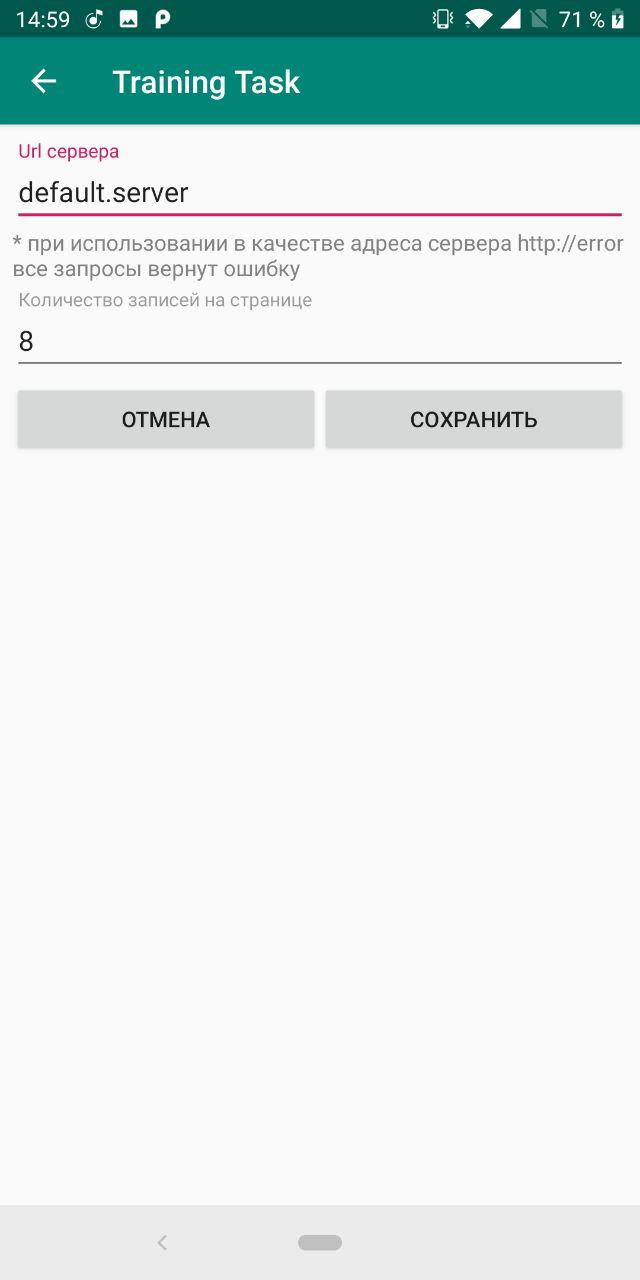 14:59 71 %
Training Task
Url сервера
default.server
* при использовании в качестве адреса сервера http://error
все запросы вернут ошибку
Количество записей на странице
8
ОТМЕНА СОХРАНИТЬ